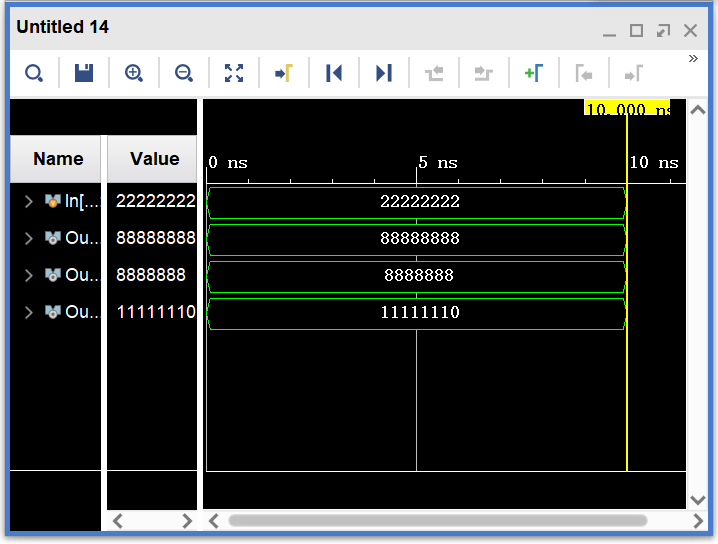 Untitled 14
»
10.000 ns
Name Value 0 ns 5 ns 10 ns
In[... 22222222 22222222
Ou... 88888888 88888888
Ou... 8888888 8888888
Ou... 11111110 11111110